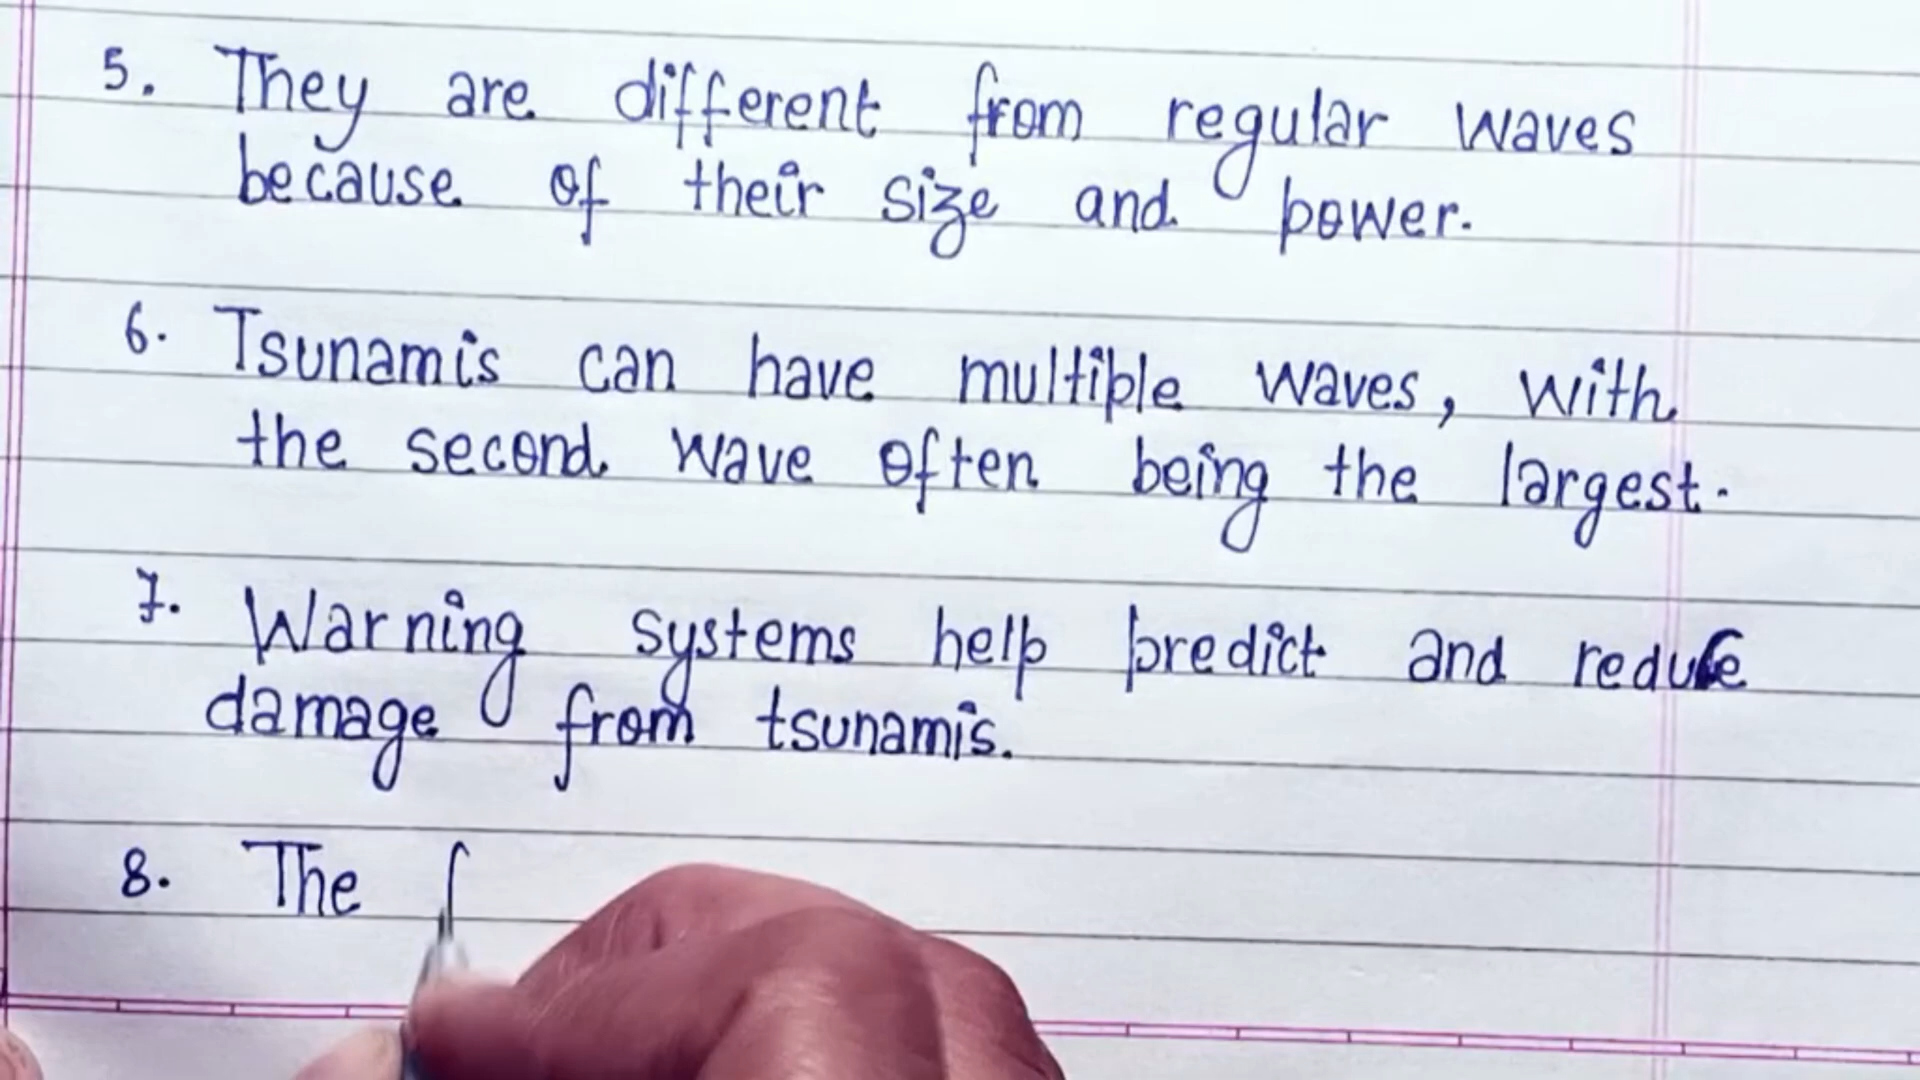 5. They are different from regular waves
because of their size and power.
6. Tsunamis can have multiple waves, with
the second wave often being the largest.
7. Warning systems help predict and reduce
damage from tsunamis.
8. The